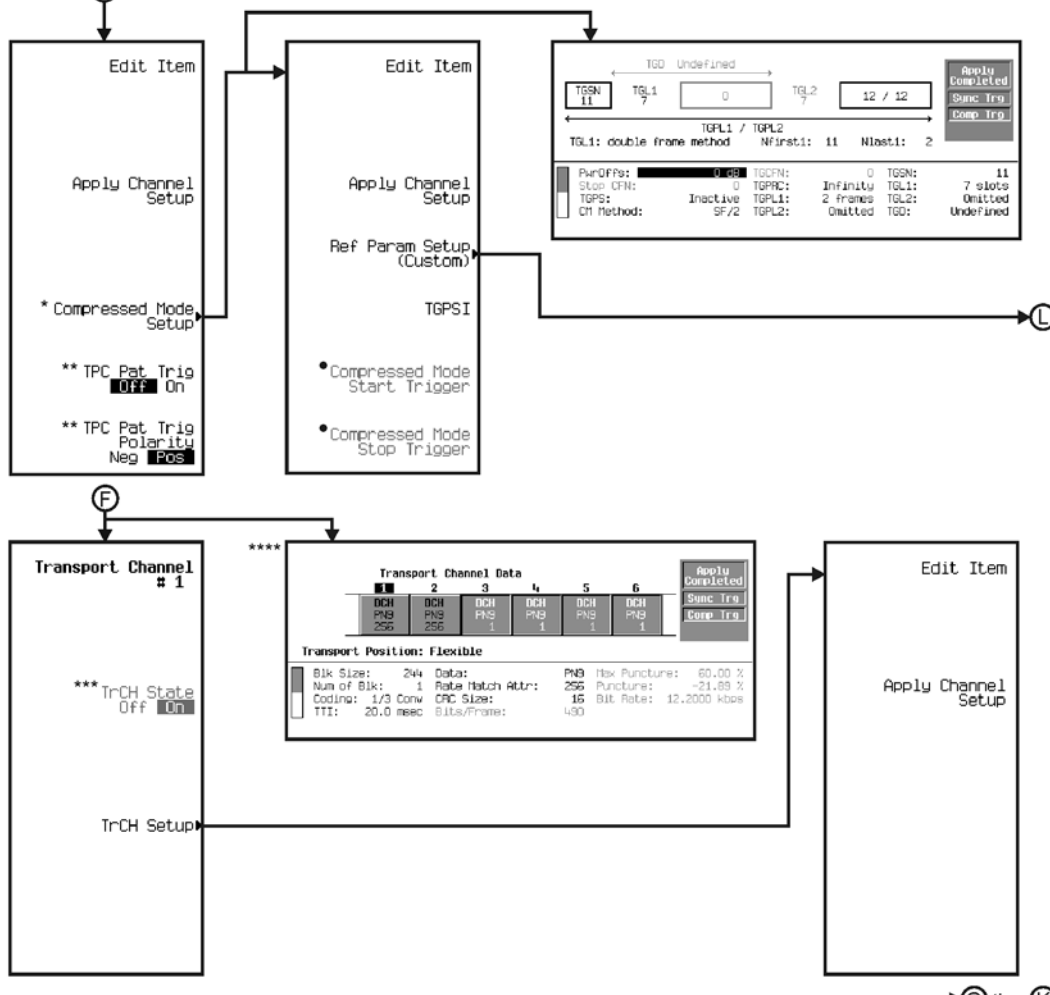 Edit Item
Apply Channel
Setup
* Compressed Mode
Setup
** TPC Pat Trig
Off On
** TPC Pat Trig
Polarity
Neg Pos
Edit Item
Apply Channel
Setup
Ref Param Setup
(Custom)
TGPSI
Compressed Mode
Start Trigger
Compressed Mode
Stop Trigger
TGD Undefined
TGSN
11
TGL1
7
0
TGL2
7
12 / 12
TGPL1 / TGPL2
TGL1: double frame method Nfirst1: 11 Nlast1: 2
Apply
Completed
Sync Trg
Comp Trg
PwrOffs: 0 dB TGCFN: 0 TGSN: 11
Stop CFN: 0 TGPRC: Infinity TGL1: 7 slots
TGPS: Inactive TGPL1: 2 frames TGL2: Omitted
CM Method: SF/2 TGPL2: Omitted TGD: Undefined
L
F
Transport Channel
# 1
*** TrCH State
Off On
TrCH Setup
****
Transport Channel Data
1 2 3 4 5 6
DCH DCH DCH DCH DCH DCH
PN9 PN9 PN9 PN9 PN9 PN9
256 256 1 1 1 1
Apply
Completed
Sync Trg
Comp Trg
Transport Position: Flexible
Blk Size: 244 Data: PN9 Max Puncture: 60.00 %
Num of Blk: 1 Rate Match Attr: 256 Puncture: -21.89 %
Coding: 1/3 Conv CRC Size: 16 Bit Rate: 12.2000 kbps
TTI: 20.0 msec Bits/Frame: 490
Edit Item
Apply Channel
Setup